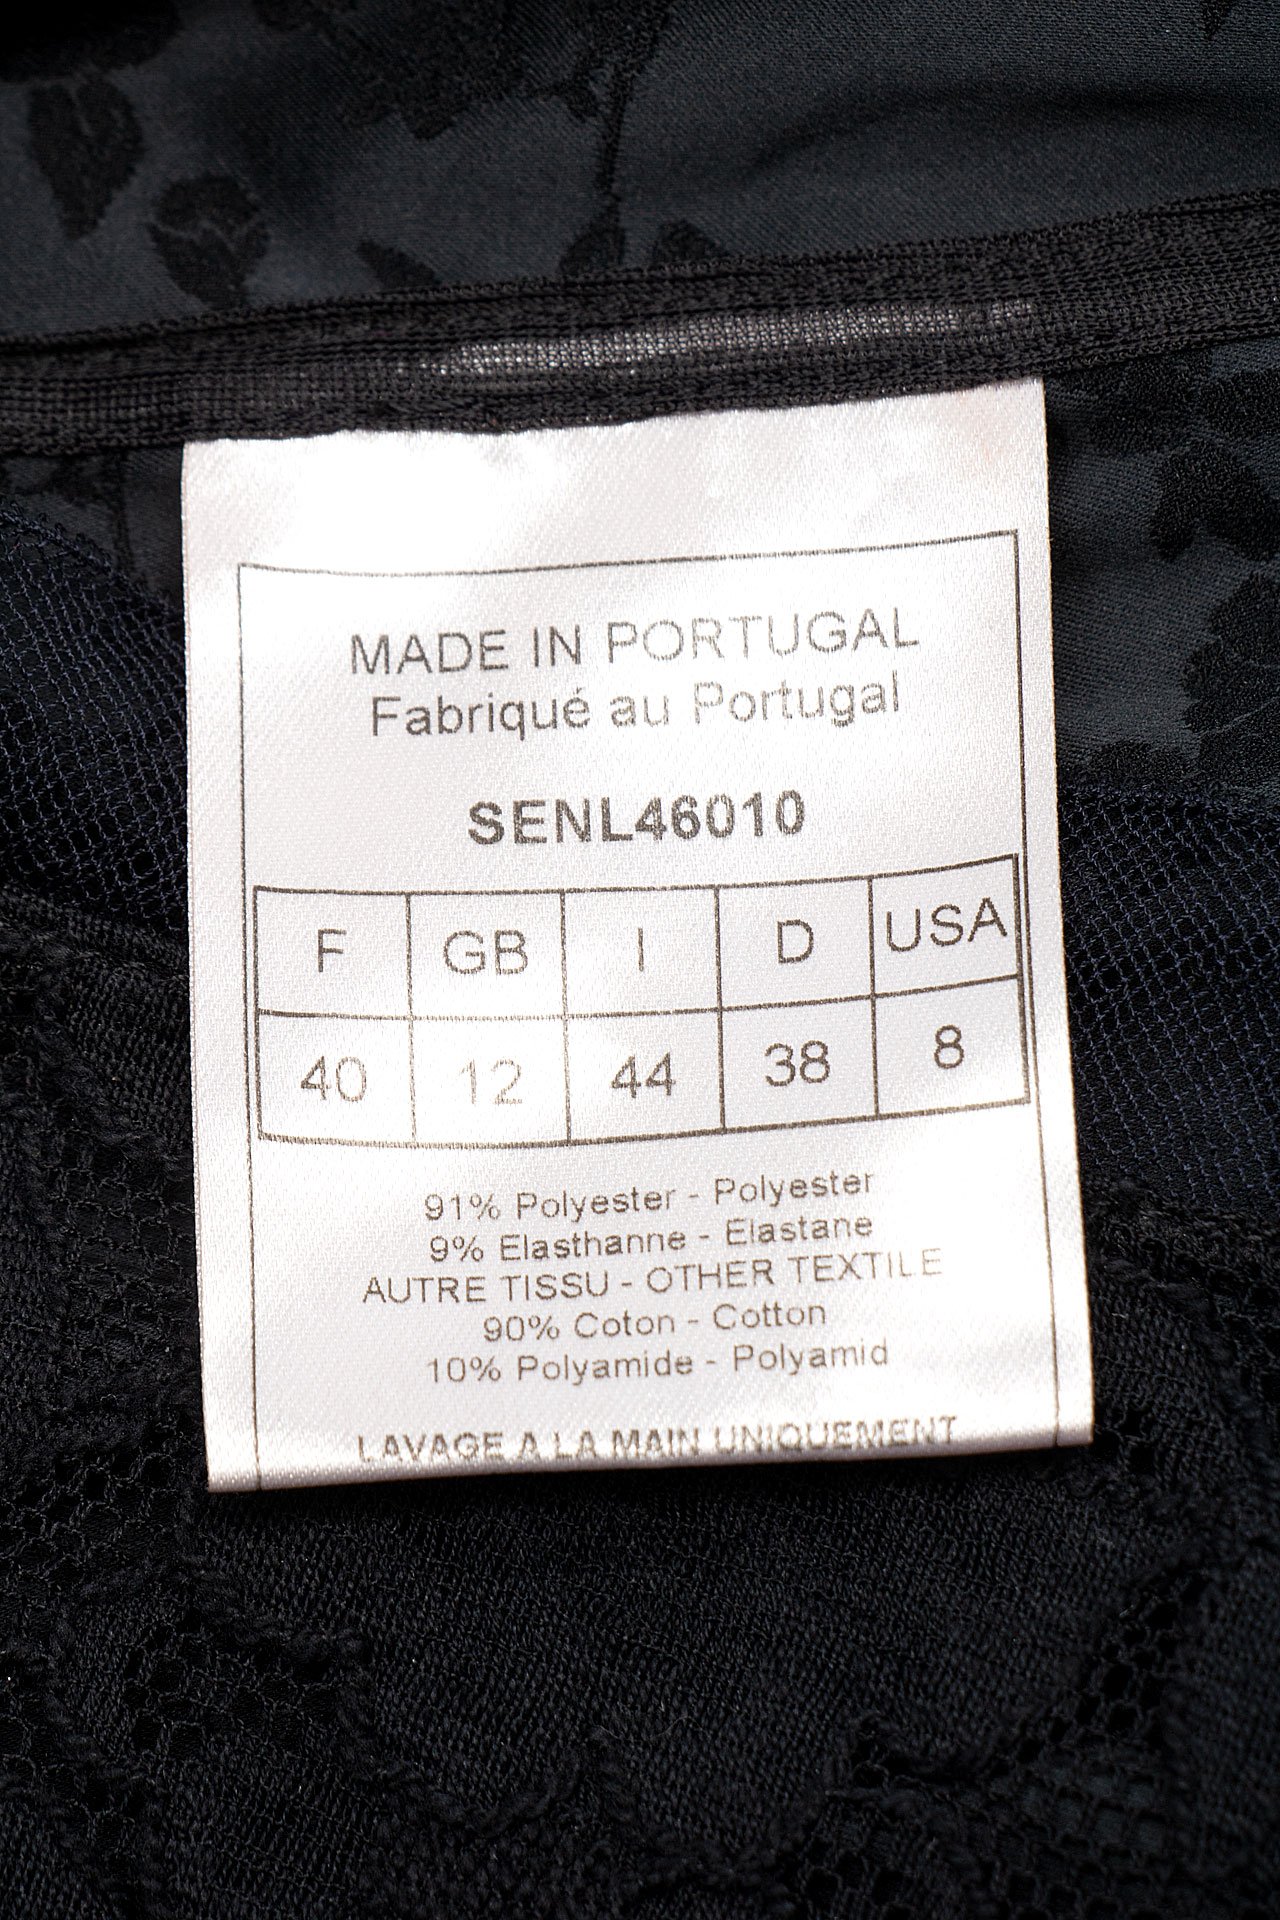 MADE IN PORTUGAL
Fabriqué au Portugal
SENL46010
F GB I D USA
40 12 44 38 8
91% Polyester - Polyester
9% Elasthanne - Elastane
AUTRE TISSU - OTHER TEXTILE
90% Coton - Cotton
10% Polyamide - Polyamid
LAVAGE A LA MAIN UNIQUEMENT